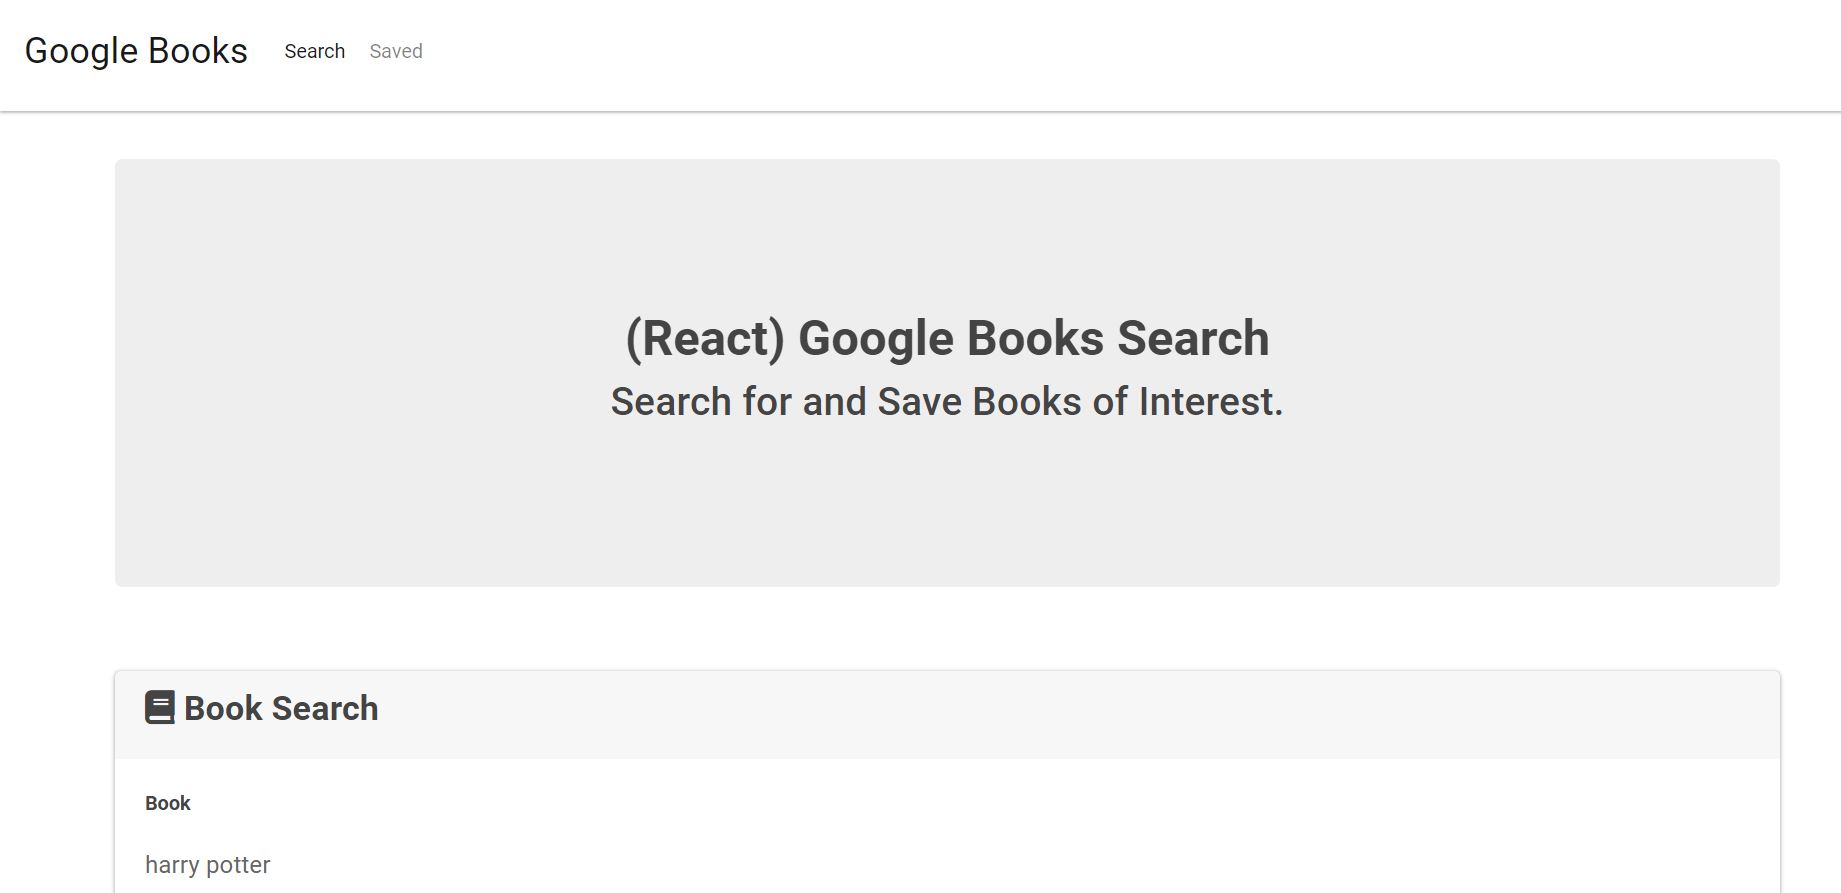 Google Books Search Saved
(React) Google Books Search
Search for and Save Books of Interest.
Book Search
Book
harry potter